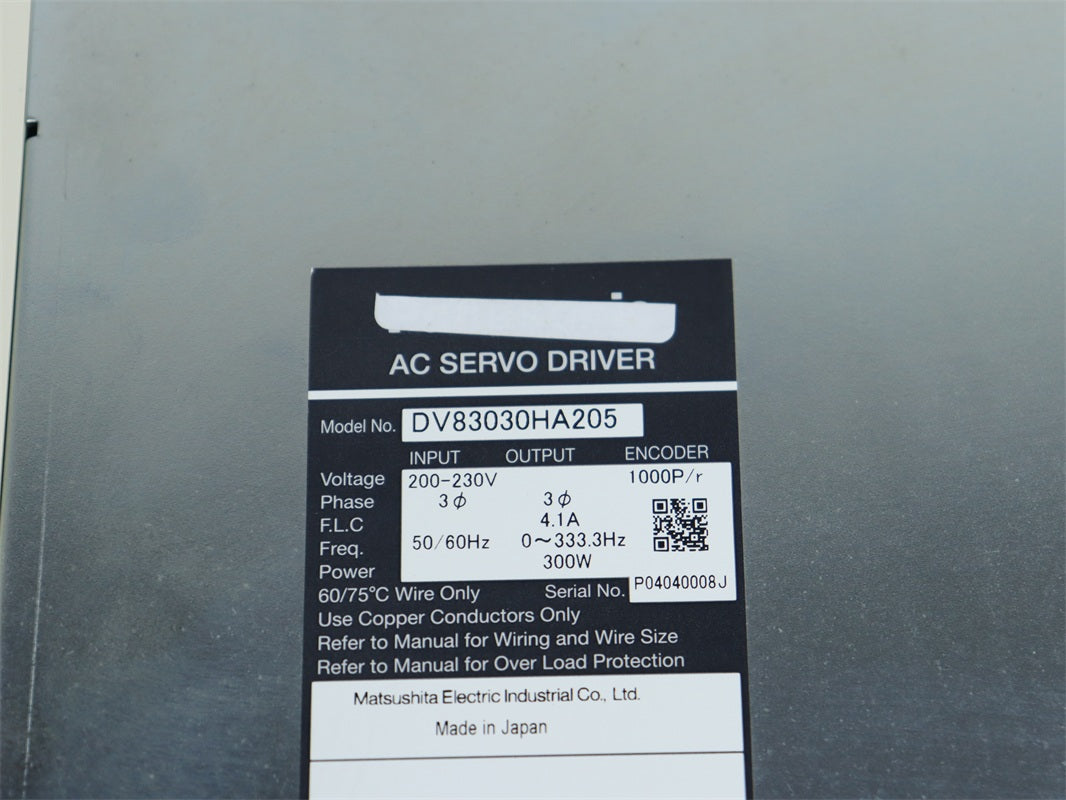 AC SERVO DRIVER
Model No. DV83030HA205
INPUT OUTPUT ENCODER
Voltage 200-230V 1000P/r
Phase 3φ 3φ
F.L.C 4.1A
Freq. 50/60Hz 0～333.3Hz
Power 300W
60/75°C Wire Only Serial No. P04040008J
Use Copper Conductors Only
Refer to Manual for Wiring and Wire Size
Refer to Manual for Over Load Protection
Matsushita Electric Industrial Co., Ltd.
Made in Japan